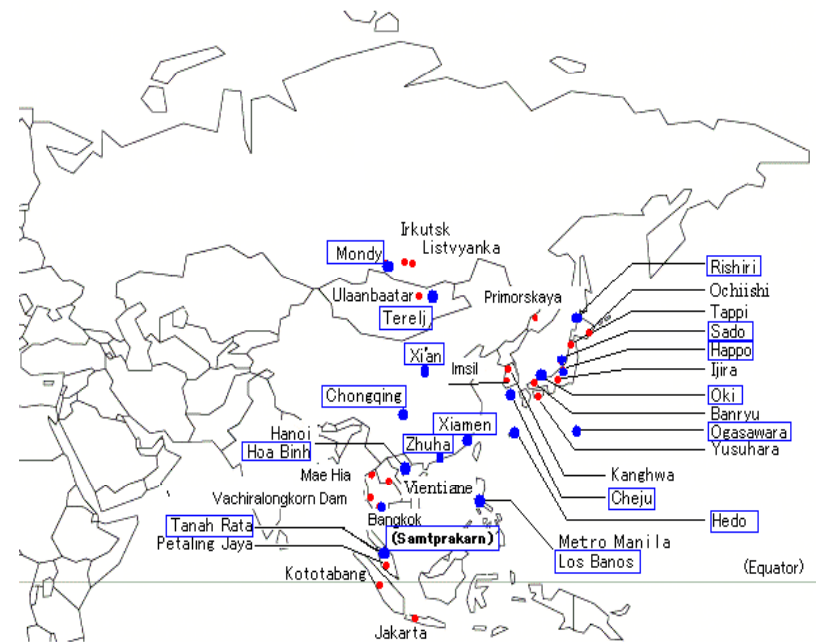 Irkutsk
Listvyanka
Mondy
Ulaanbaatar
Terelj
Primorskaya
Rishiri
Ochiishi
Tappi
Sado
Happo
Ijira
Oki
Banryu
Ogasawara
Yusuhara
Xi'an
Imsil
Chongqing
Xiamen
Hanoi
Hoa Binh
Zhuha
Mae Hia
Vientiane
Kanghwa
Cheju
Hedo
Vachiralongkorn Dam
Bangkok
(Samtprakarn)
Tanah Rata
Petaling Jaya
Metro Manila
Los Banos
Kototabang
(Equator)
Jakarta